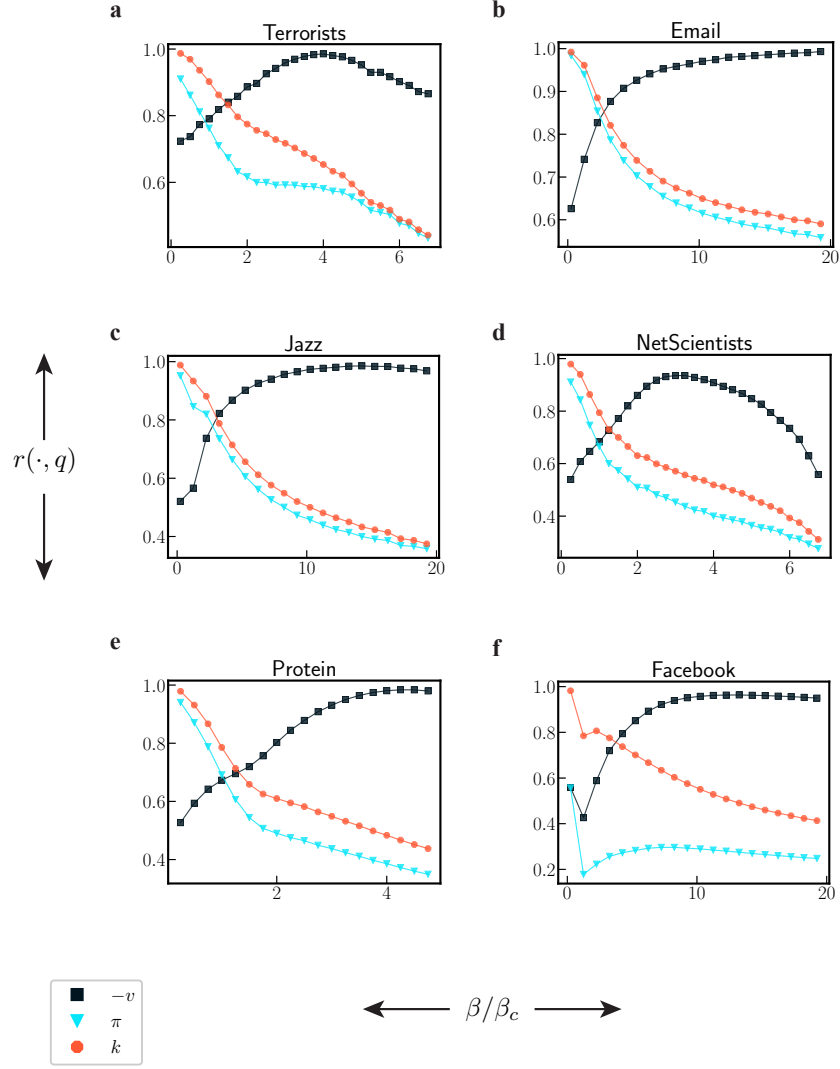 a
Terrorists
1.0
0.8
0.6
0
2
4
6
b
Email
1.0
0.9
0.8
0.7
0.6
0
10
20
c
Jazz
1.0
0.8
0.6
0.4
0
10
20
d
NetScientists
1.0
0.8
0.6
0.4
0
2
4
6
r(·, q)
e
Protein
1.0
0.8
0.6
0.4
2
4
f
Facebook
1.0
0.8
0.6
0.4
0.2
0
10
20
−v
π
k
β/β_c